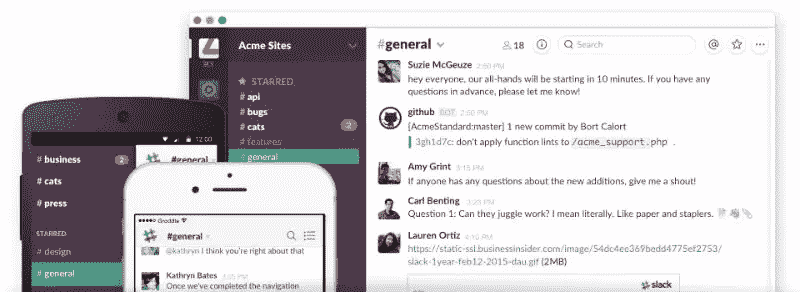 Acme Sites
STARRED
# api
# bugs
# cats 2
# features
# general
#general
18
Search
@
Suzie McGeuze 2:50 PM
hey everyone, our all-hands will be starting in 10 minutes. If you have any
questions in advance, please let me know!
github BOT 2:50 PM
[AcmeStandard:master] 1 new commit by Bort Calort
3gh1d7c: don't apply function lints to /acme_support.php .
Amy Grint 3:15 PM
If anyone has any questions about the new additions, give me a shout!
Carl Benting 3:23 PM
Question 1: Can they juggle work? I mean literally. Like paper and staplers.
Lauren Ortiz 4:16 PM
https://static-ssl.businessinsider.com/image/54dc4ee369bedd4775ef2753/
slack-1year-feb12-2015-dau.gif (2MB)
slack
12:00
# business 2
# cats
# press
STARRED
# design
# general
#general
Groddle
#general
@kathryn I think you're right about that
Kathryn Bates 3:05 PM
Once we've completed the navigation